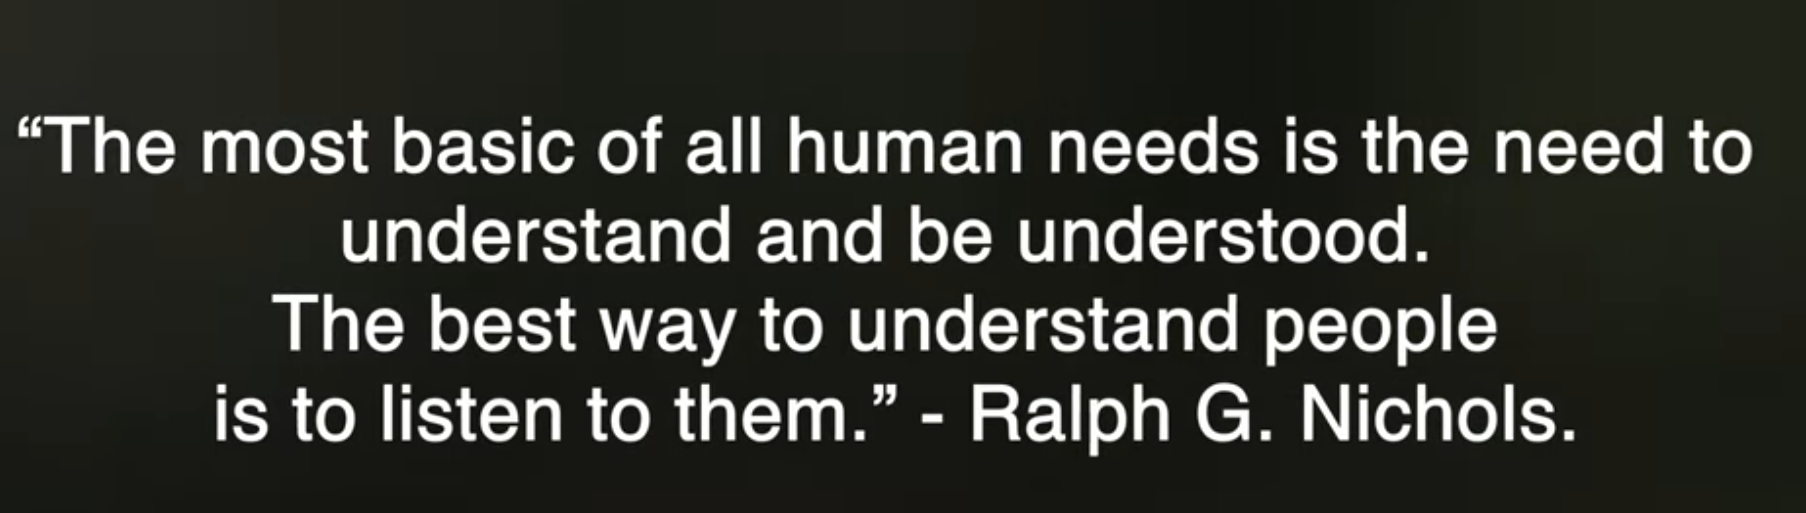 “The most basic of all human needs is the need to
understand and be understood.
The best way to understand people
is to listen to them.” - Ralph G. Nichols.